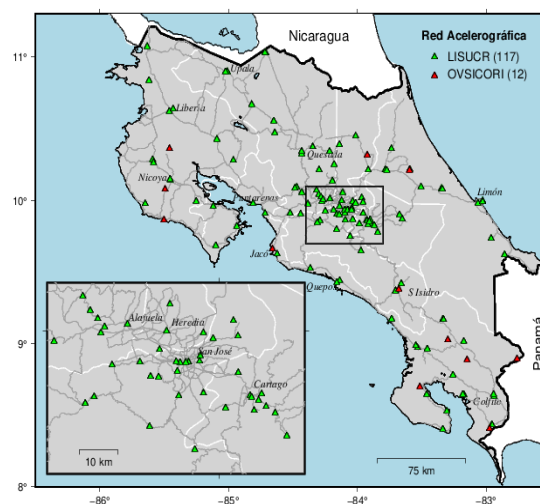 Nicaragua
Red Acelerográfica
LISUCR (117)
OVSICORI (12)
11°
Upala
Liberia
Quesada
Nicoya
Puntarenas
Limón
10°
Jacó
Quepos
S Isidro
Alajuela
Heredia
San José
Cartago
9°
Panamá
Golfito
10 km
75 km
8°
−86°
−85°
−84°
−83°